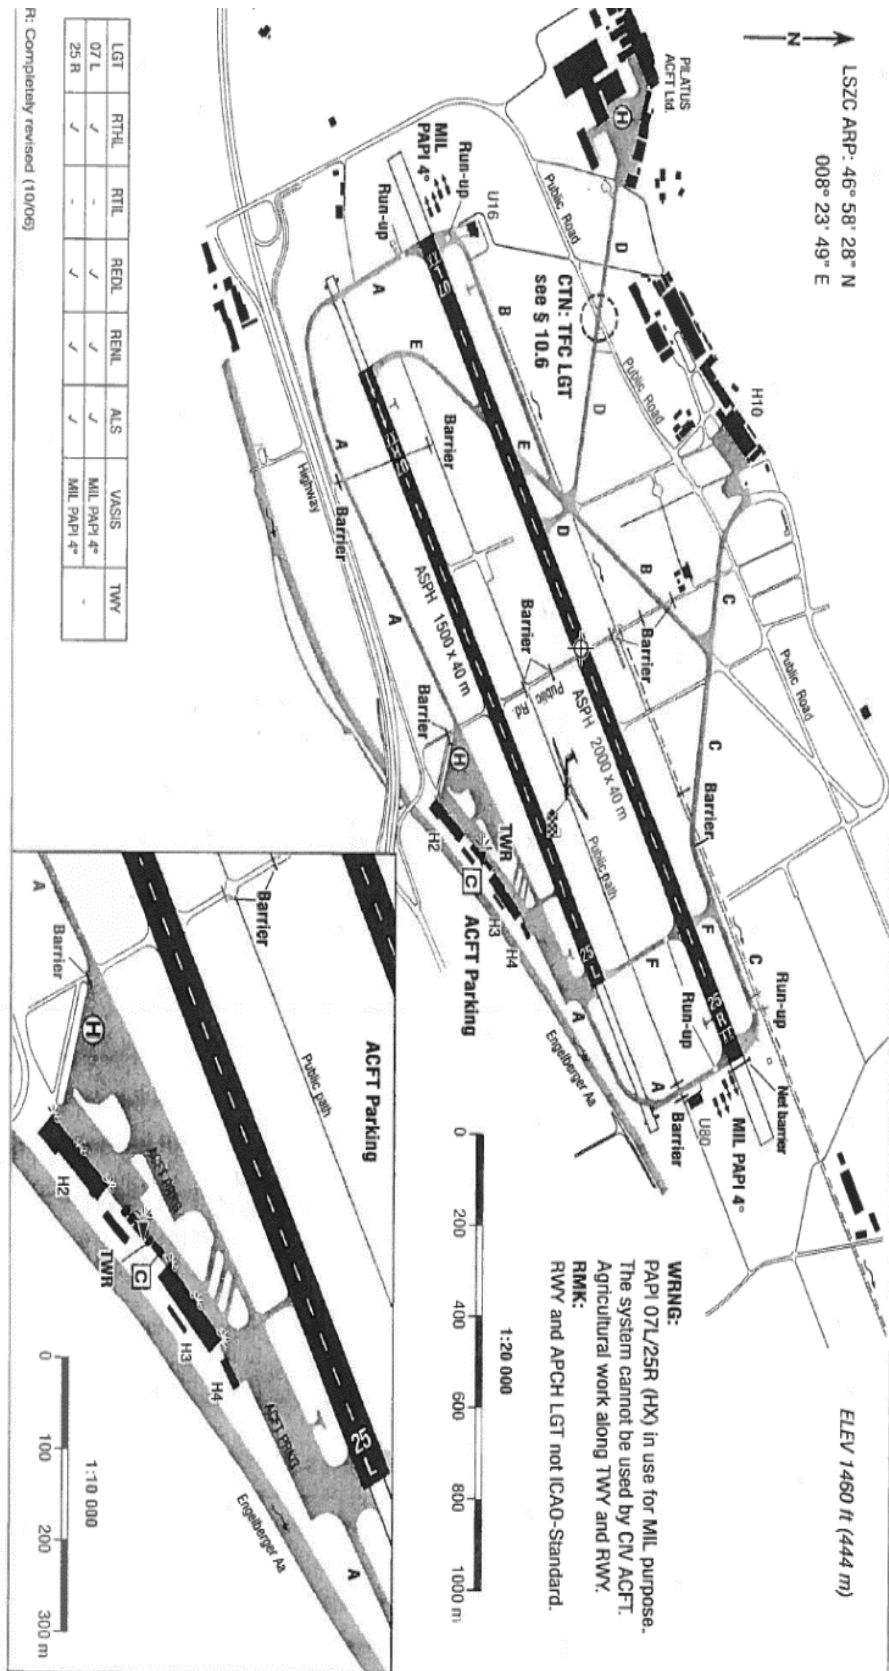 LSZC ARP: 46° 58' 28" N
008° 23' 49" E
ELEV 1460 ft (444 m)
N
PILATUS
ACFT Ltd.
H
MIL
PAPI 4°
Run-up
Run-up
U16
Public Road
D
CTN: TFC LGT
see § 10.6
H10
Public Road
D
A
B
E
E
Barrier
A
Barrier
Highway
D
B
C
Barrier
Public Road
A
ASPH 1500 x 40 m
Barrier
Public
Rd.
ASPH 2000 x 40 m
C
Barrier
Barrier
H
H2
TWR
C
H3
H4
ACFT Parking
Public path
25 L
F
F
C
Run-up
Run-up
25 R
A
A
Engelberger Aa
Net barrier
U80
Barrier
MIL PAPI 4°
WRNG:
PAPI 07L/25R (HX) in use for MIL purpose.
The system cannot be used by CIV ACFT.
Agricultural work along TWY and RWY.
RMK:
RWY and APCH LGT not ICAO-Standard.
1:20 000
0 200 400 600 800 1000 m
LGT RTHL RTIL REDL RENL ALS VASIS TWY
07 L ✓ - ✓ ✓ ✓ MIL PAPI 4° -
25 R ✓ - ✓ ✓ ✓ MIL PAPI 4°
R: Completely revised (10/06)
ACFT Parking
A
Barrier
Barrier
Public path
H
ACFT PRKG
H2
TWR
C
H3
H4
ACFT PRKG
25 L
A
Engelberger Aa
1:10 000
0 100 200 300 m